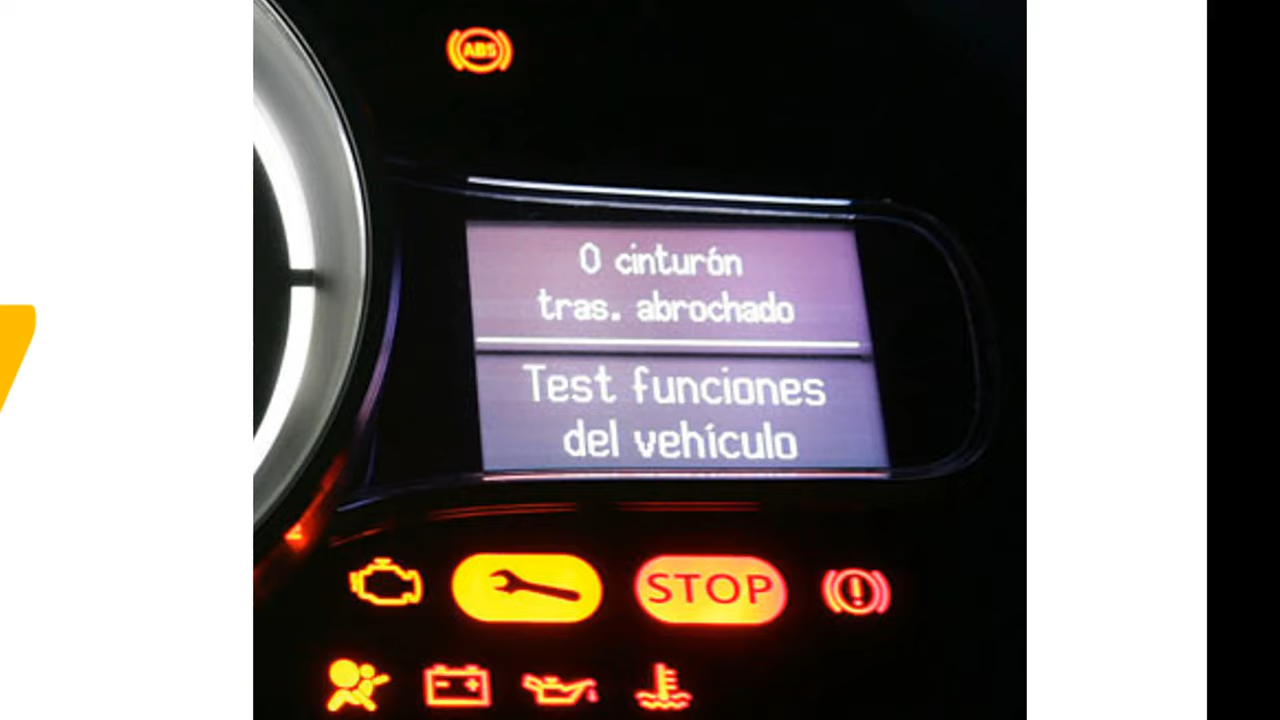 ABS
0 cinturón
tras. abrochado
Test funciones
del vehículo
STOP